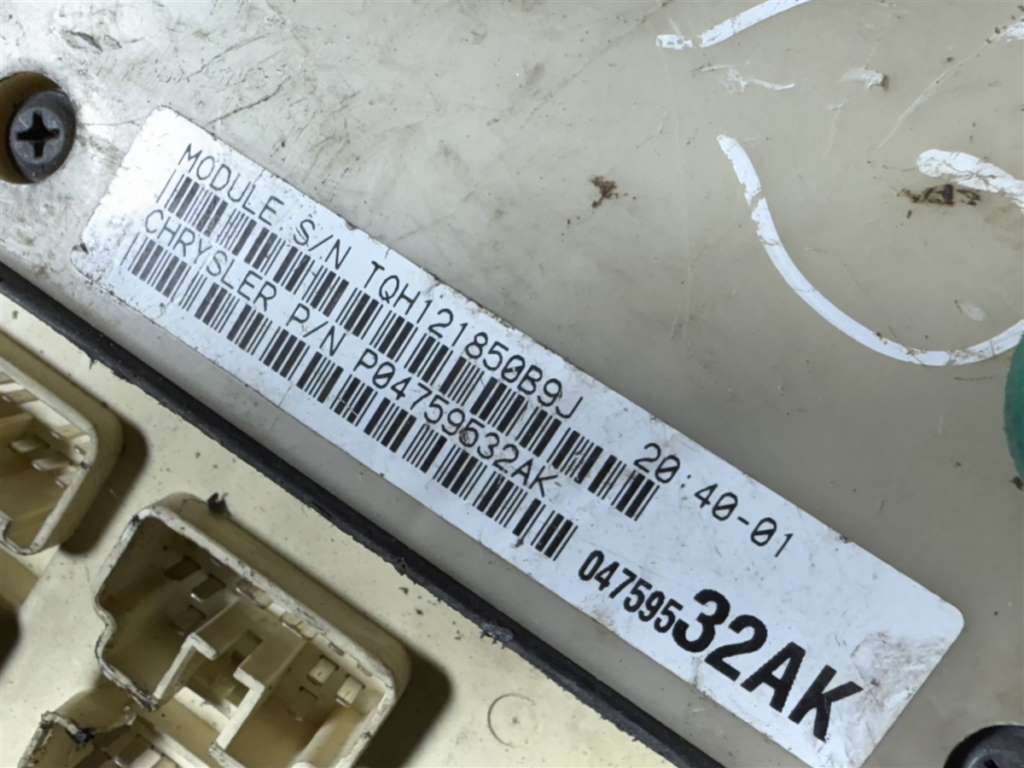 MODULE S/N TQH121850B9J 20:40-01
CHRYSLER P/N P04759532AK
04759532AK